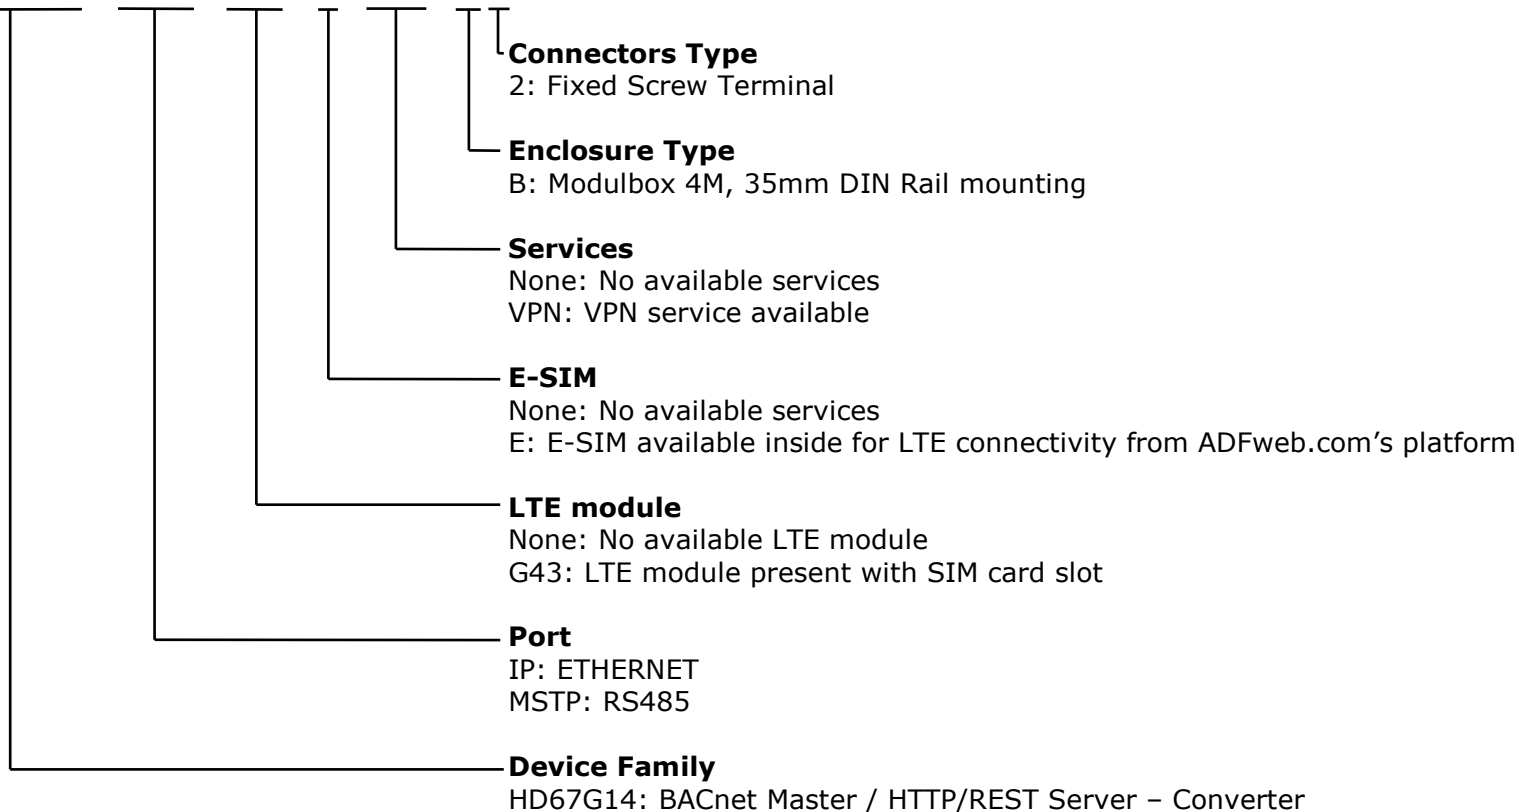 Connectors Type
2: Fixed Screw Terminal
Enclosure Type
B: Modulbox 4M, 35mm DIN Rail mounting
Services
None: No available services
VPN: VPN service available
E-SIM
None: No available services
E: E-SIM available inside for LTE connectivity from ADFweb.com’s platform
LTE module
None: No available LTE module
G43: LTE module present with SIM card slot
Port
IP: ETHERNET
MSTP: RS485
Device Family
HD67G14: BACnet Master / HTTP/REST Server – Converter